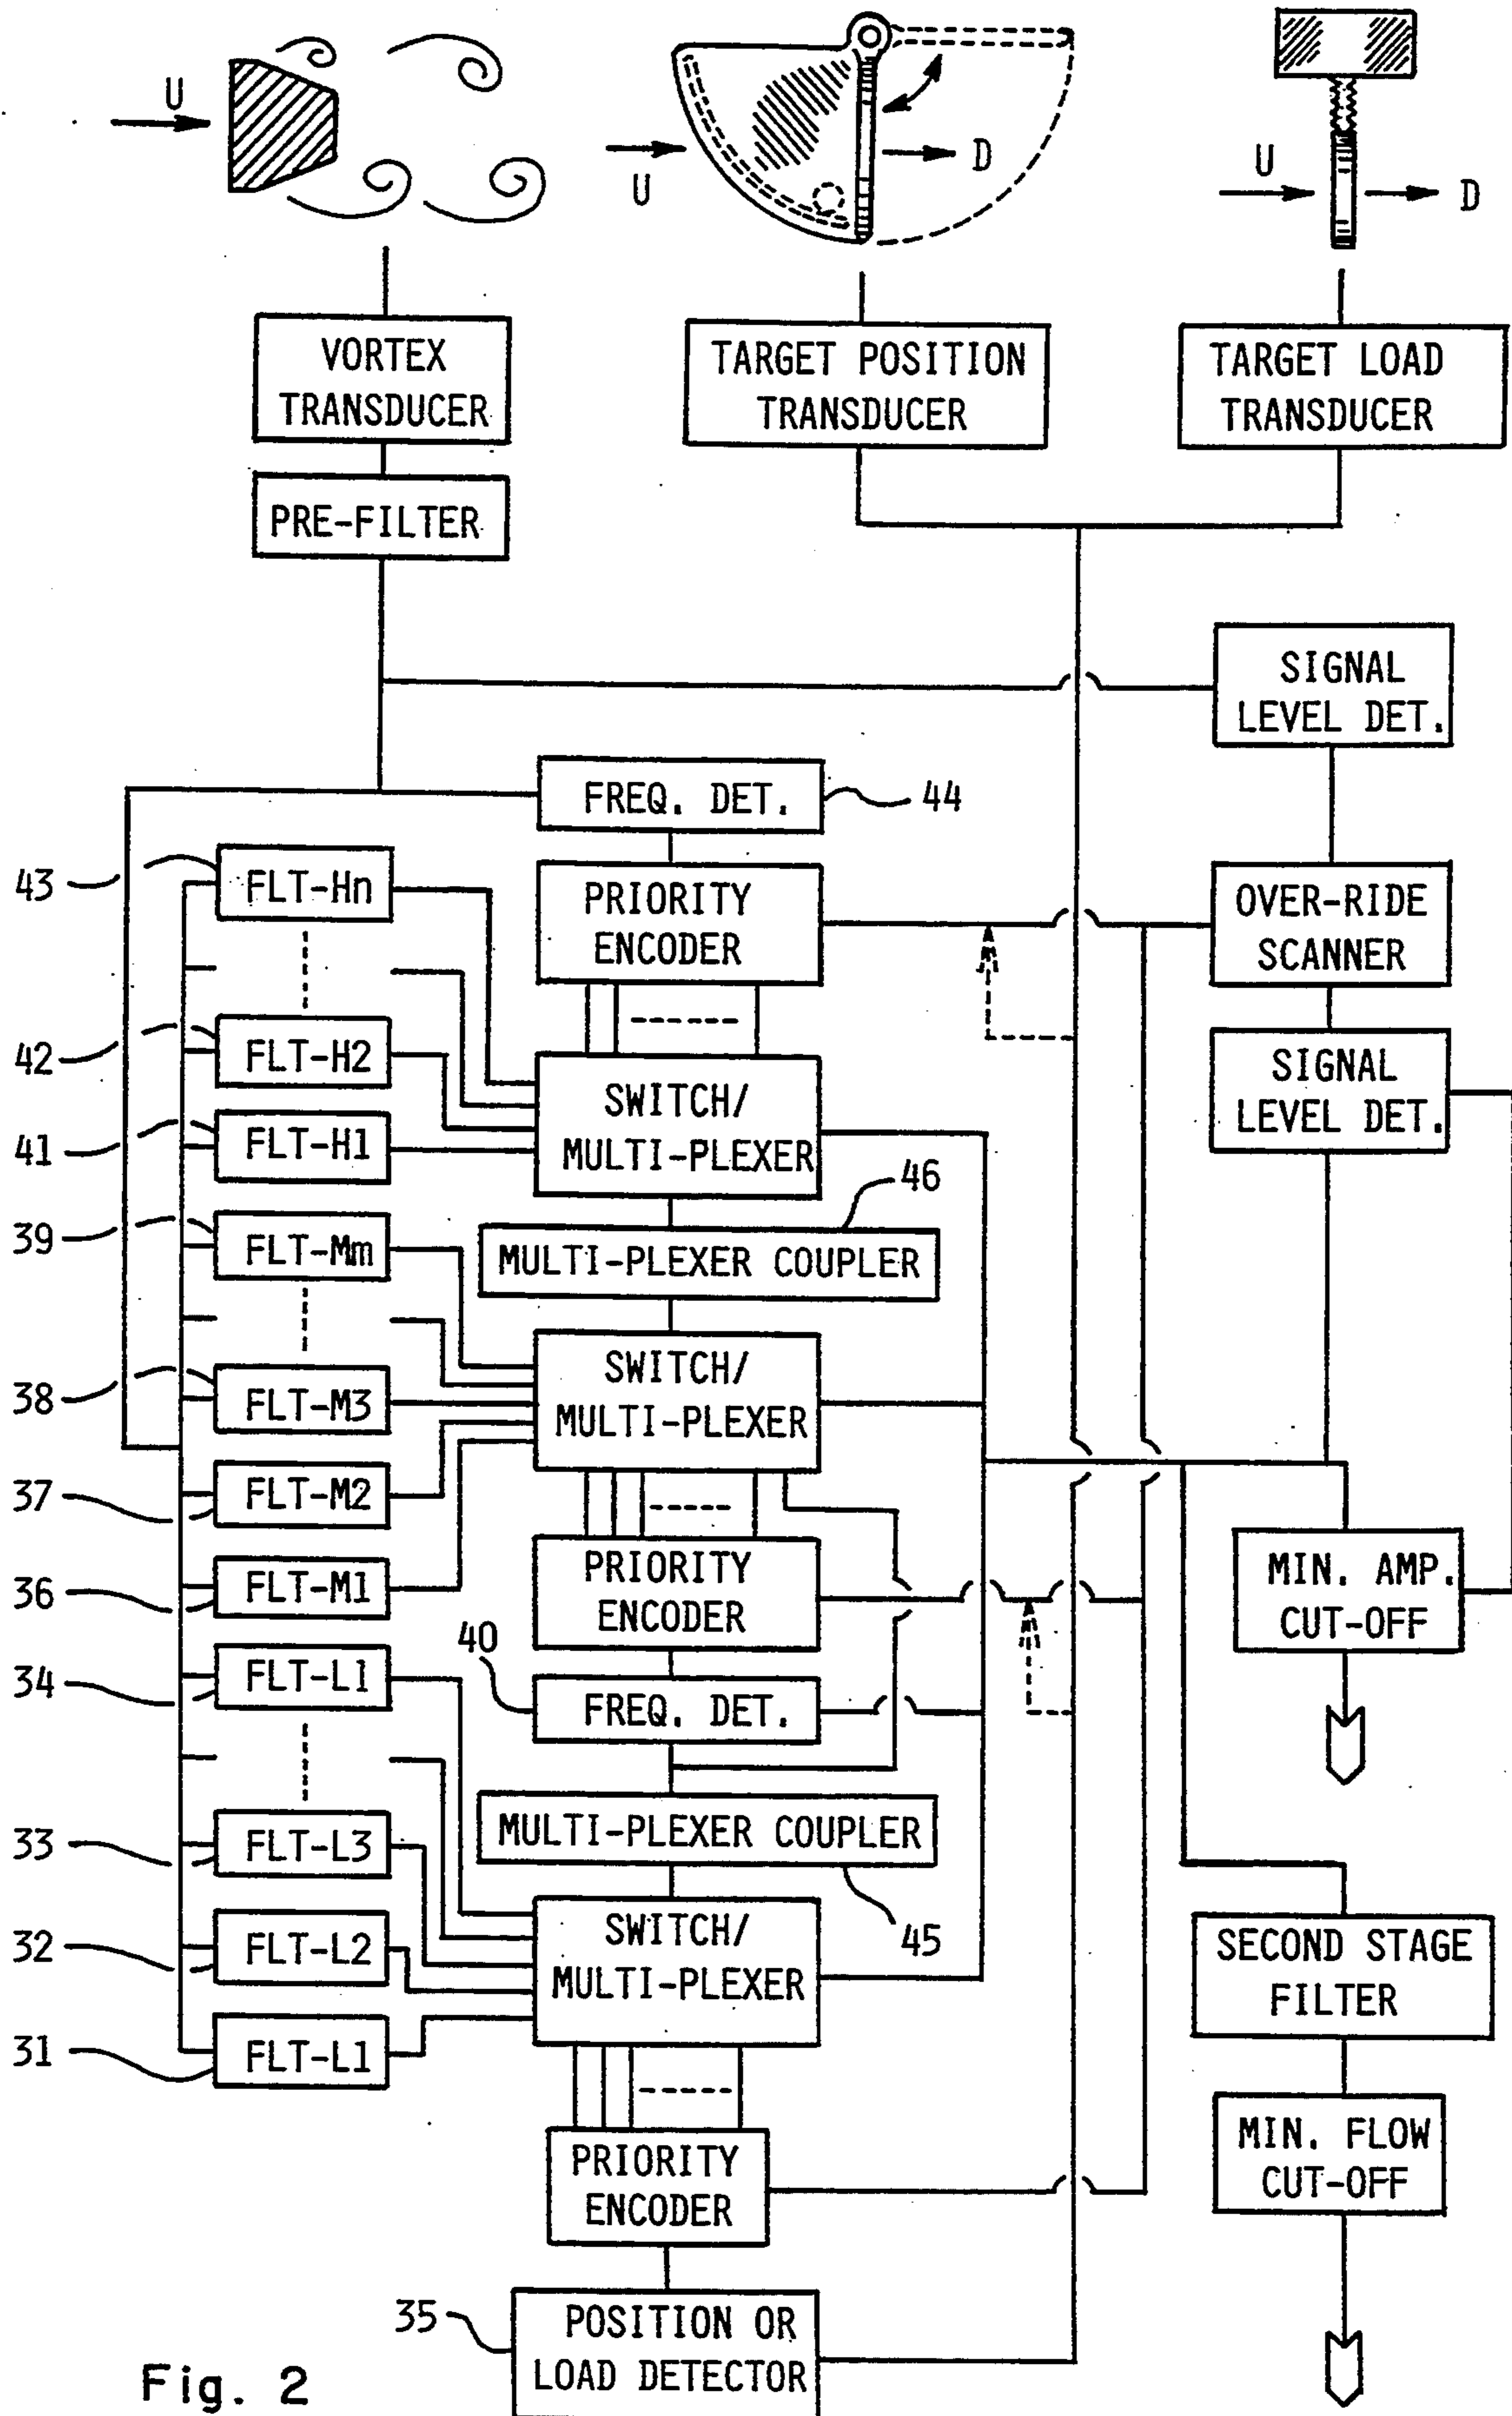 U
U
D
U
D
VORTEX
TRANSDUCER
TARGET POSITION
TRANSDUCER
TARGET LOAD
TRANSDUCER
PRE-FILTER
SIGNAL
LEVEL DET.
FREQ. DET.
44
43
FLT-Hn
PRIORITY
ENCODER
OVER-RIDE
SCANNER
42
FLT-H2
SIGNAL
LEVEL DET.
SWITCH/
MULTI-PLEXER
41
FLT-H1
46
39
FLT-Mm
MULTI-PLEXER COUPLER
SWITCH/
MULTI-PLEXER
38
FLT-M3
37
FLT-M2
36
FLT-M1
PRIORITY
ENCODER
MIN. AMP.
CUT-OFF
40
34
FLT-Ll
FREQ. DET.
33
FLT-L3
MULTI-PLEXER COUPLER
45
32
FLT-L2
SWITCH/
MULTI-PLEXER
SECOND STAGE
FILTER
31
FLT-L1
MIN. FLOW
CUT-OFF
PRIORITY
ENCODER
35
POSITION OR
LOAD DETECTOR
Fig. 2